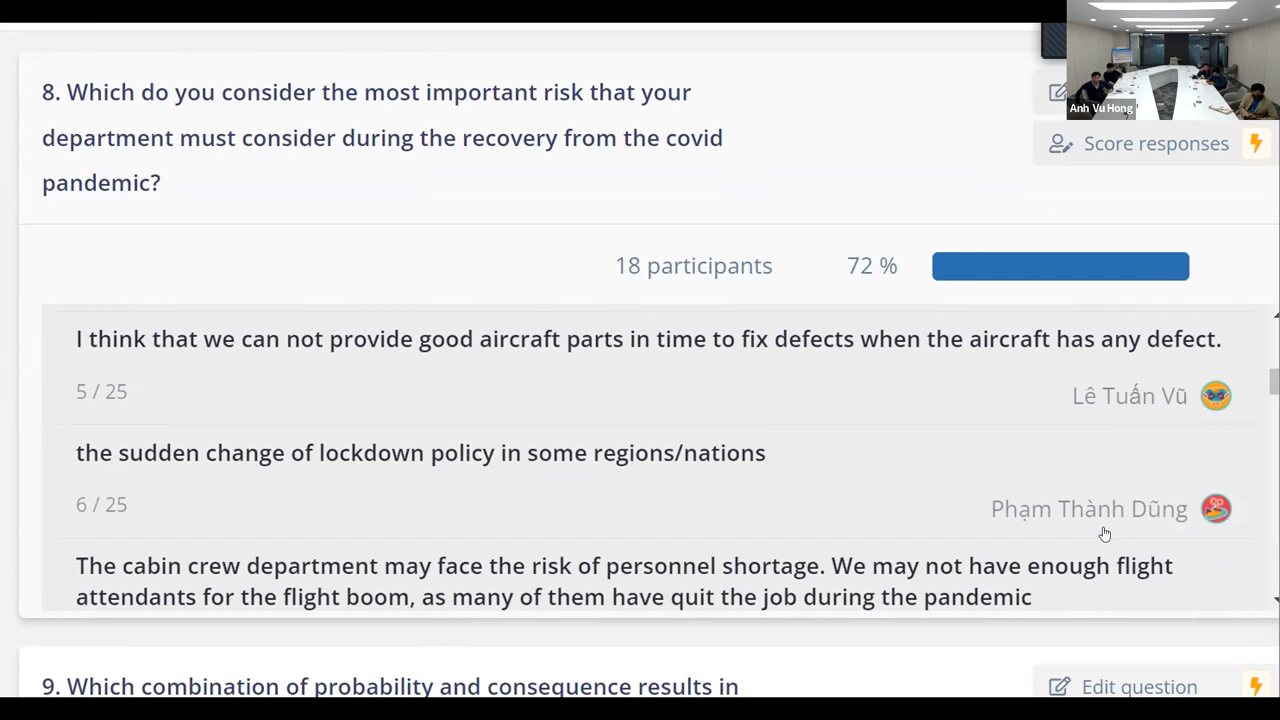 8. Which do you consider the most important risk that your
department must consider during the recovery from the covid
pandemic?
Anh Vu Hong
Score responses
18 participants 72 %
I think that we can not provide good aircraft parts in time to fix defects when the aircraft has any defect.
5 / 25 Lê Tuấn Vũ
the sudden change of lockdown policy in some regions/nations
6 / 25 Phạm Thành Dũng
The cabin crew department may face the risk of personnel shortage. We may not have enough flight
attendants for the flight boom, as many of them have quit the job during the pandemic
9. Which combination of probability and consequence results in
Edit question